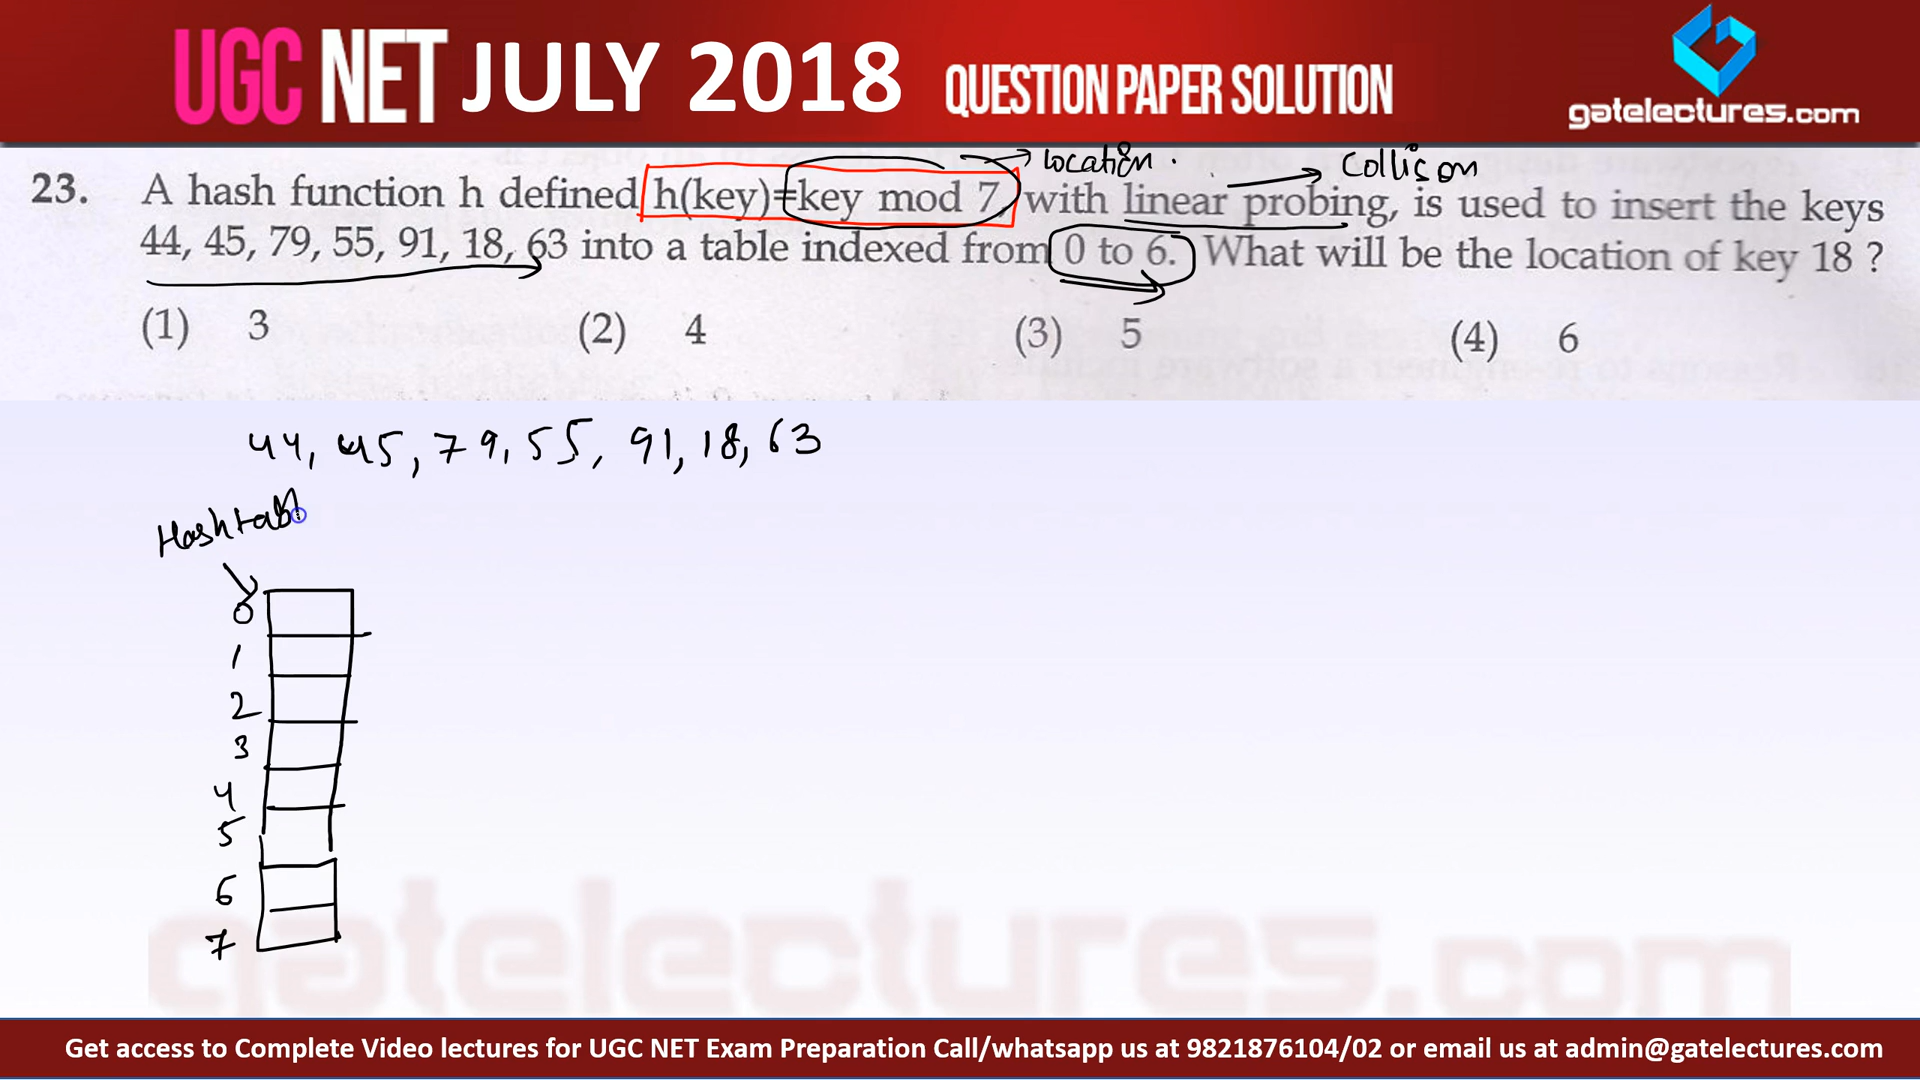 UGC NET JULY 2018 QUESTION PAPER SOLUTION
gatelectures.com
location .
Collison
23. A hash function h defined h(key)=key mod 7, with linear probing, is used to insert the keys
44, 45, 79, 55, 91, 18, 63 into a table indexed from 0 to 6. What will be the location of key 18 ?
(1) 3 (2) 4 (3) 5 (4) 6
44, 45, 79, 55, 91, 18, 63
0
1
2
3
4
5
6
7
gatelectures.com
Get access to Complete Video lectures for UGC NET Exam Preparation Call/whatsapp us at 9821876104/02 or email us at admin@gatelectures.com